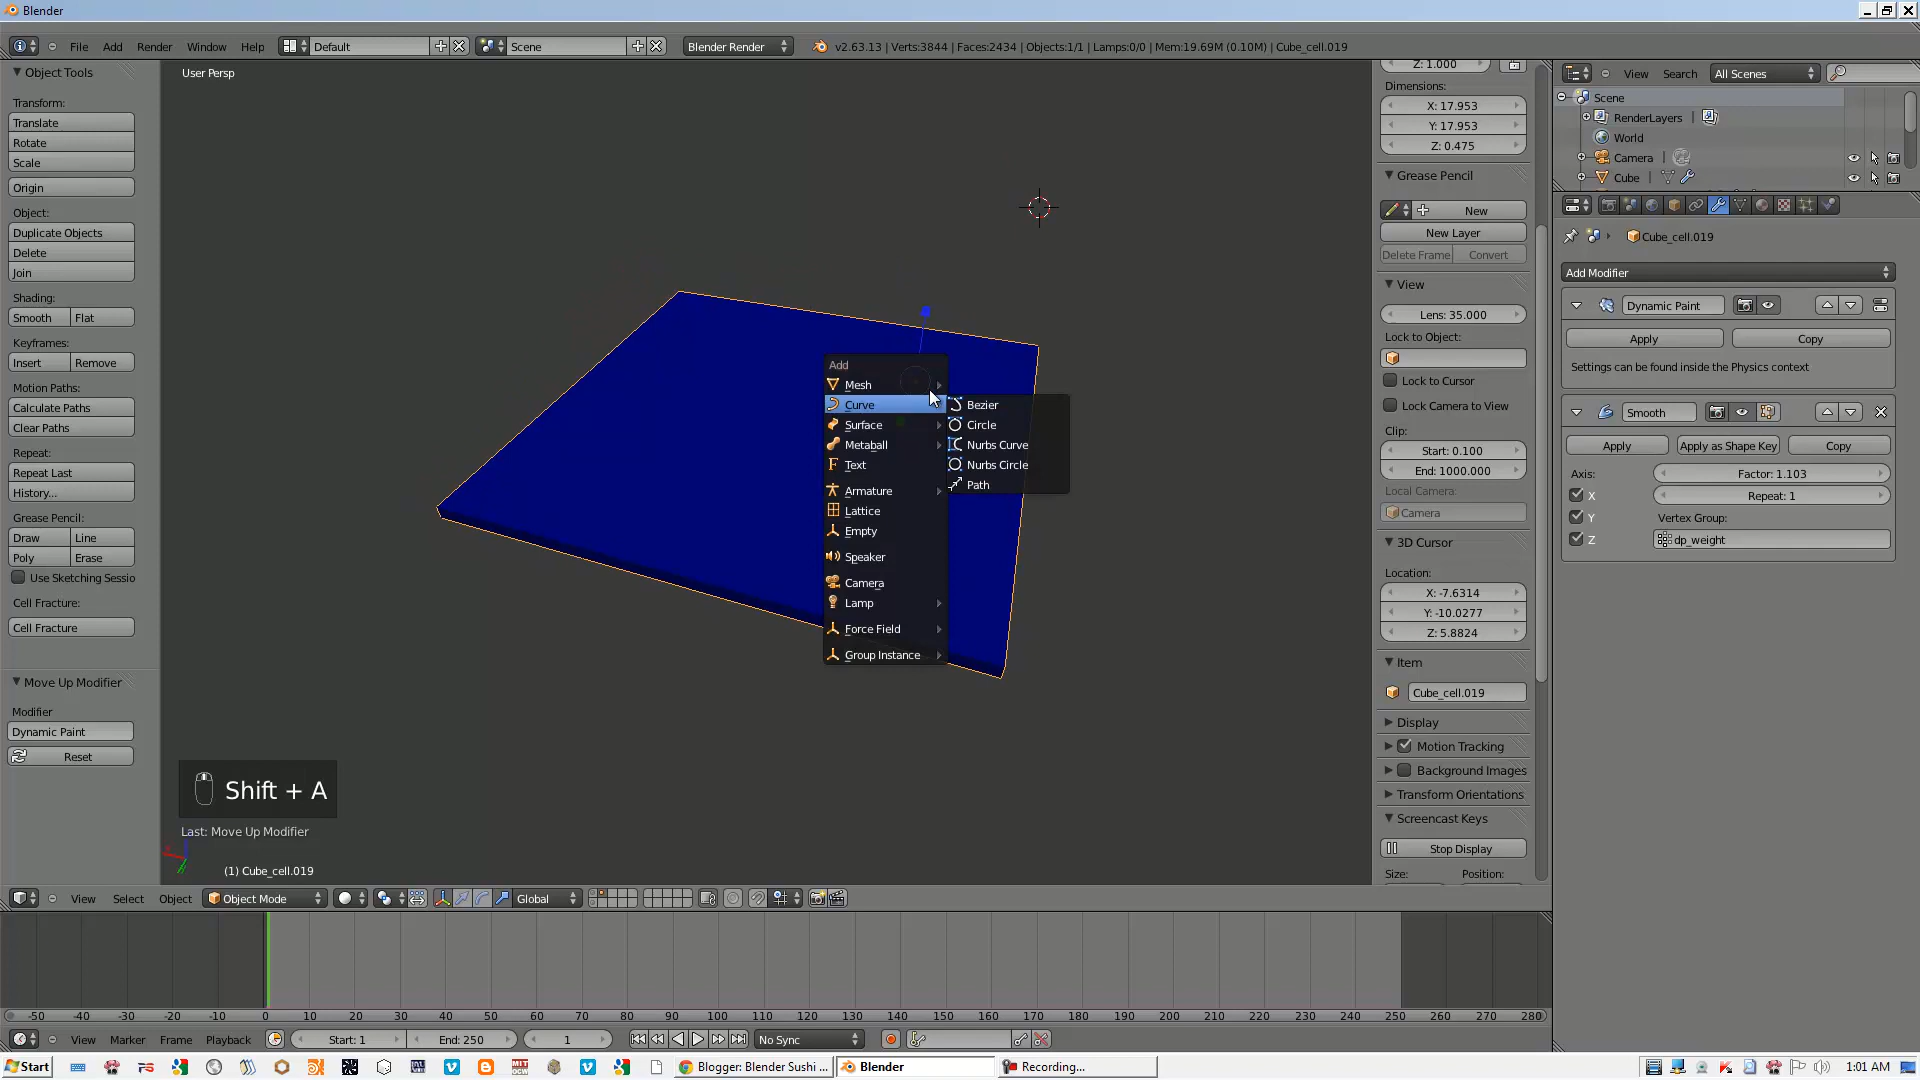 Blender
File Add Render Window Help Default Scene Blender Render v2.63.13 | Verts:3844 | Faces:2434 | Objects:1/1 | Lamps:0/0 | Mem:19.69M (0.10M) | Cube_cell.019
Object Tools
Transform:
Translate
Rotate
Scale
Origin
Object:
Duplicate Objects
Delete
Join
Shading:
Smooth Flat
Keyframes:
Insert Remove
Motion Paths:
Calculate Paths
Clear Paths
Repeat:
Repeat Last
History...
Grease Pencil:
Draw Line
Poly Erase
Use Sketching Sessio
Cell Fracture:
Cell Fracture
Move Up Modifier
Modifier
Dynamic Paint
Reset
User Persp
Add
Mesh
Curve
Surface
Metaball
Text
Armature
Lattice
Empty
Speaker
Camera
Lamp
Force Field
Group Instance
Bezier
Circle
Nurbs Curve
Nurbs Circle
Path
Shift + A
Last: Move Up Modifier
(1) Cube_cell.019
Z: 1.000
Dimensions:
X: 17.953
Y: 17.953
Z: 0.475
Grease Pencil
New
New Layer
Delete Frame Convert
View
Lens: 35.000
Lock to Object:
Lock to Cursor
Lock Camera to View
Clip:
Start: 0.100
End: 1000.000
Local Camera:
Camera
3D Cursor
Location:
X: -7.6314
Y: -10.0277
Z: 5.8824
Item
Cube_cell.019
Display
Motion Tracking
Background Images
Transform Orientations
Screencast Keys
Stop Display
Size: Position:
View Search All Scenes
Scene
RenderLayers
World
Camera
Cube
Cube_cell.019
Add Modifier
Dynamic Paint
Apply Copy
Settings can be found inside the Physics context
Smooth
Apply Apply as Shape Key Copy
Axis: Factor: 1.103
X Repeat: 1
Y Vertex Group:
Z dp_weight
View Select Object Object Mode Global
-50 -40 -30 -20 -10 0 10 20 30 40 50 60 70 80 90 100 110 120 130 140 150 160 170 180 190 200 210 220 230 240 250 260 270 280
View Marker Frame Playback Start: 1 End: 250 1 No Sync
Start Blogger: Blender Sushi ... Blender Recording... 1:01 AM